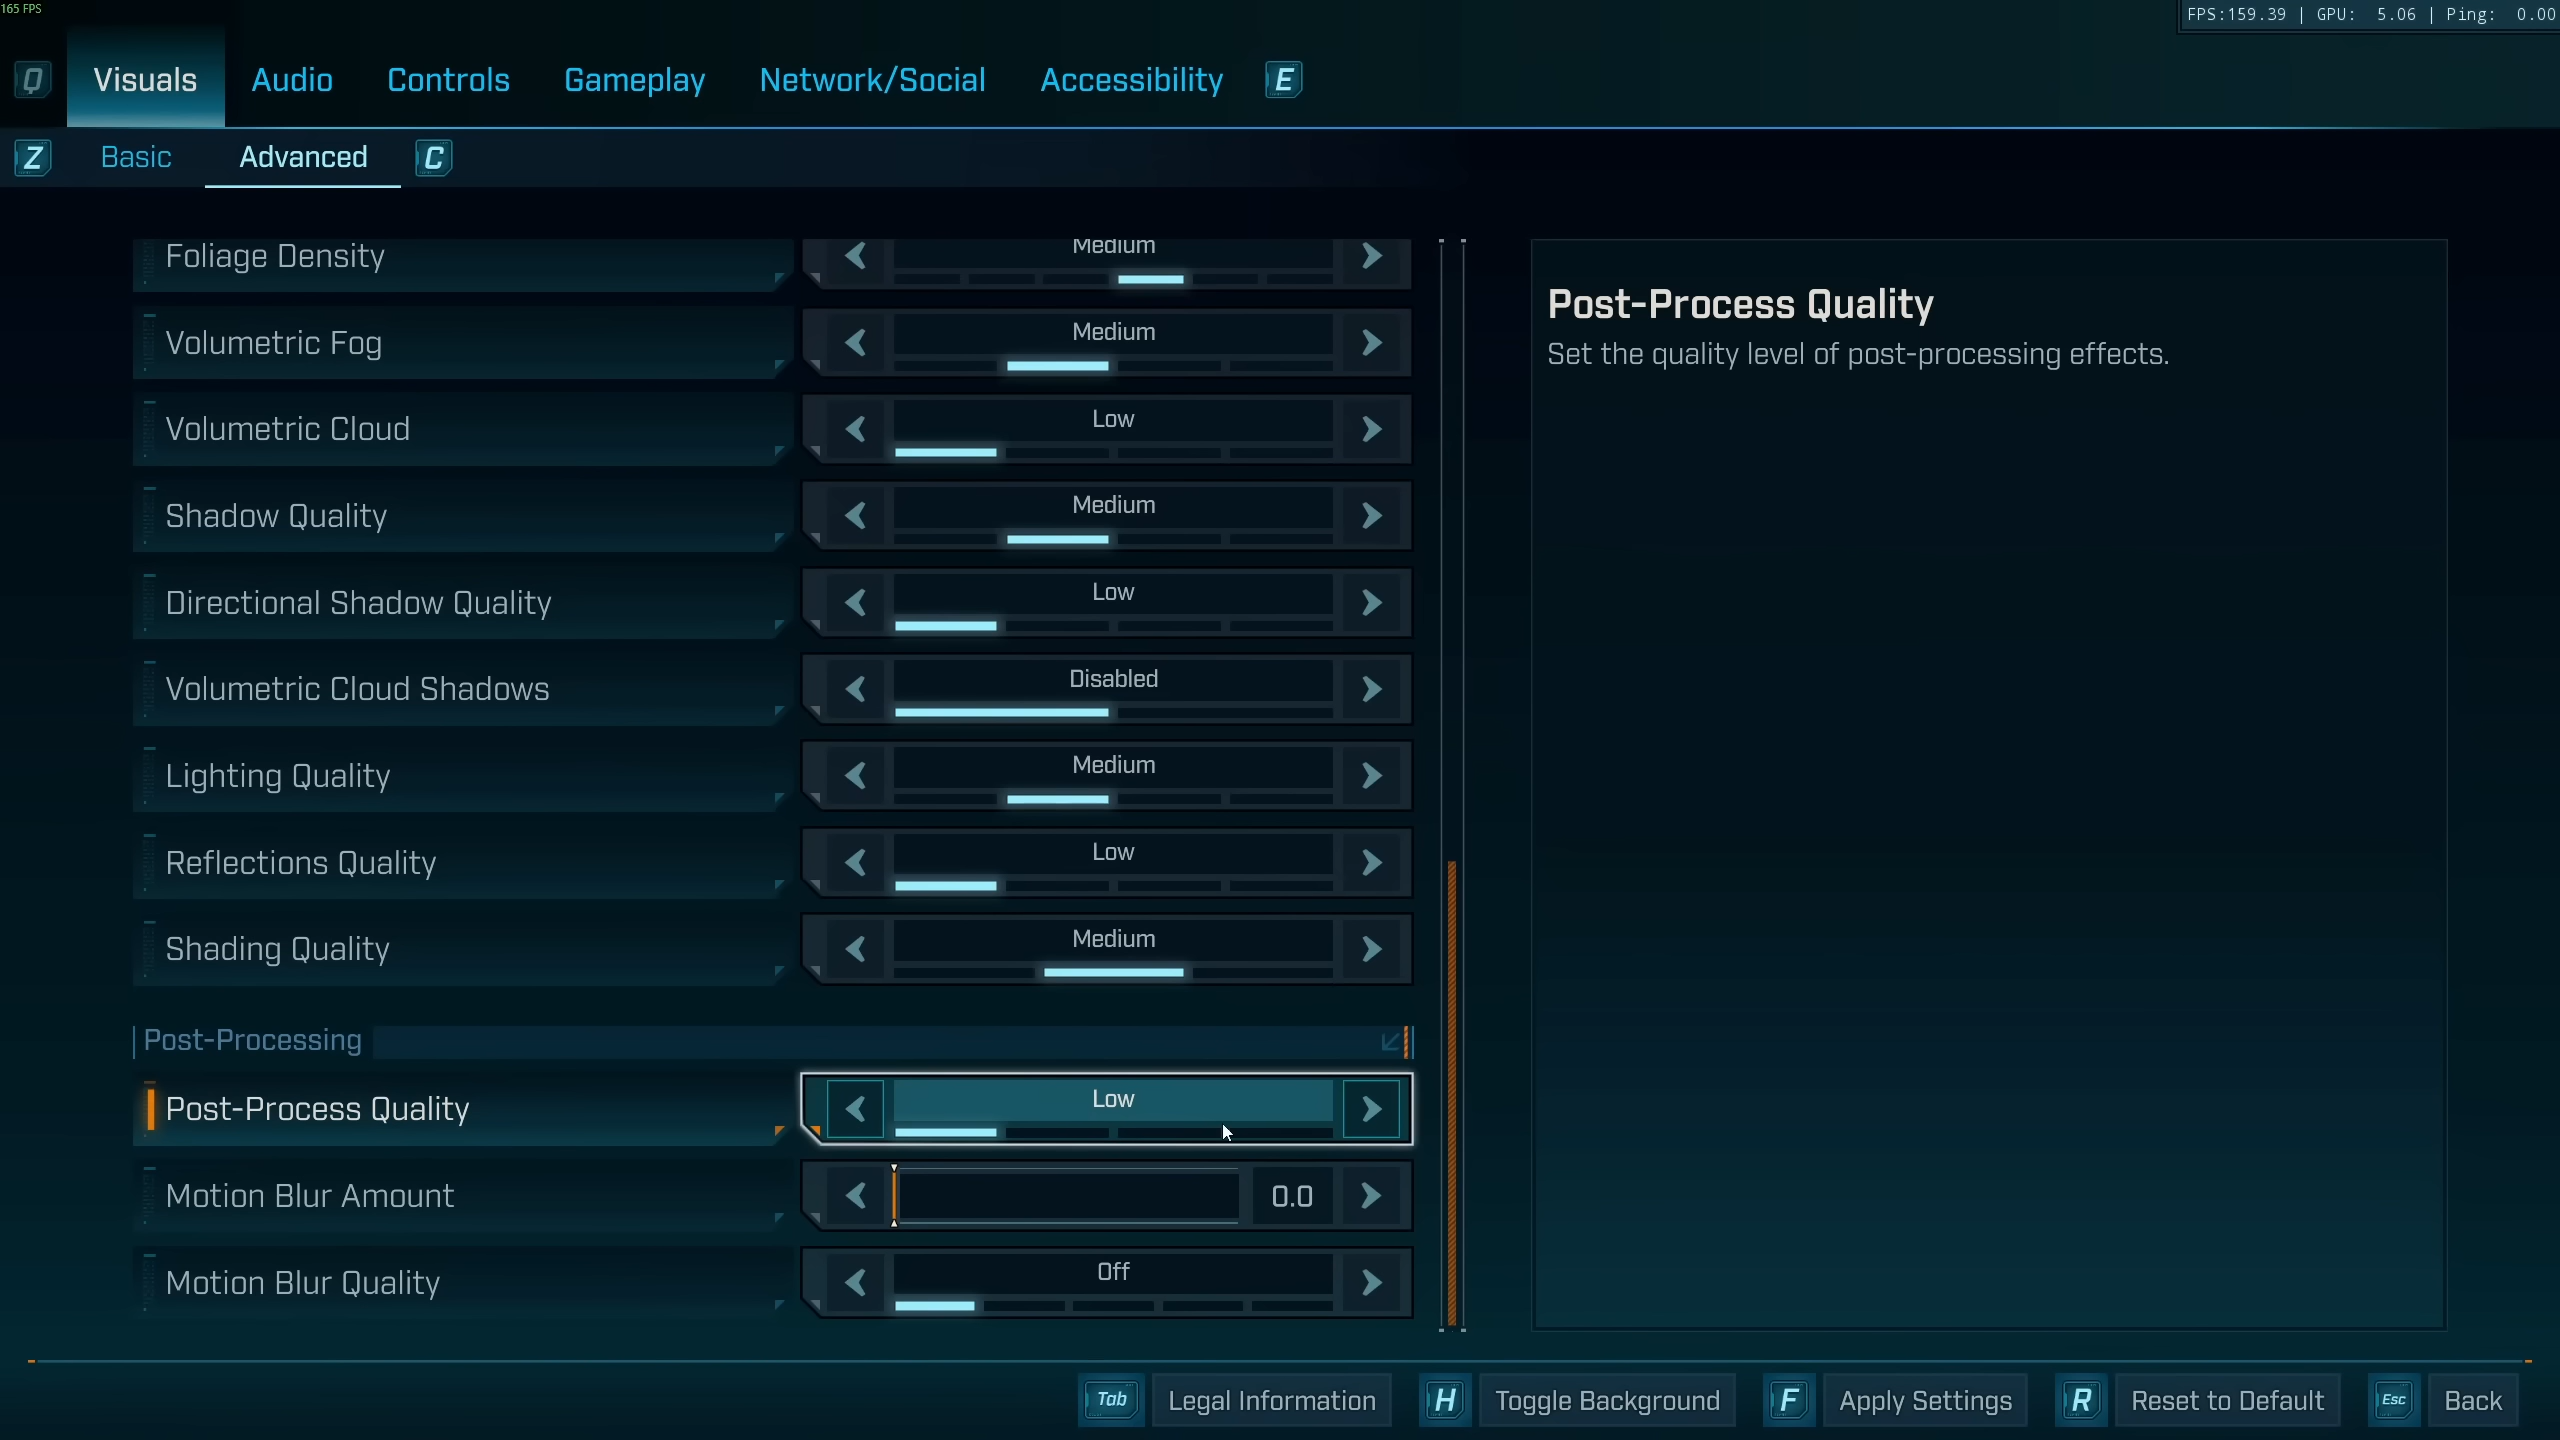 165 FPS
FPS:159.39 | GPU: 5.06 | Ping: 0.00
Q Visuals Audio Controls Gameplay Network/Social Accessibility E
Z Basic Advanced C
Foliage Density Medium
Volumetric Fog Medium
Volumetric Cloud Low
Shadow Quality Medium
Directional Shadow Quality Low
Volumetric Cloud Shadows Disabled
Lighting Quality Medium
Reflections Quality Low
Shading Quality Medium
Post-Processing
Post-Process Quality Low
Motion Blur Amount 0.0
Motion Blur Quality Off
Post-Process Quality
Set the quality level of post-processing effects.
Tab Legal Information H Toggle Background F Apply Settings R Reset to Default Esc Back